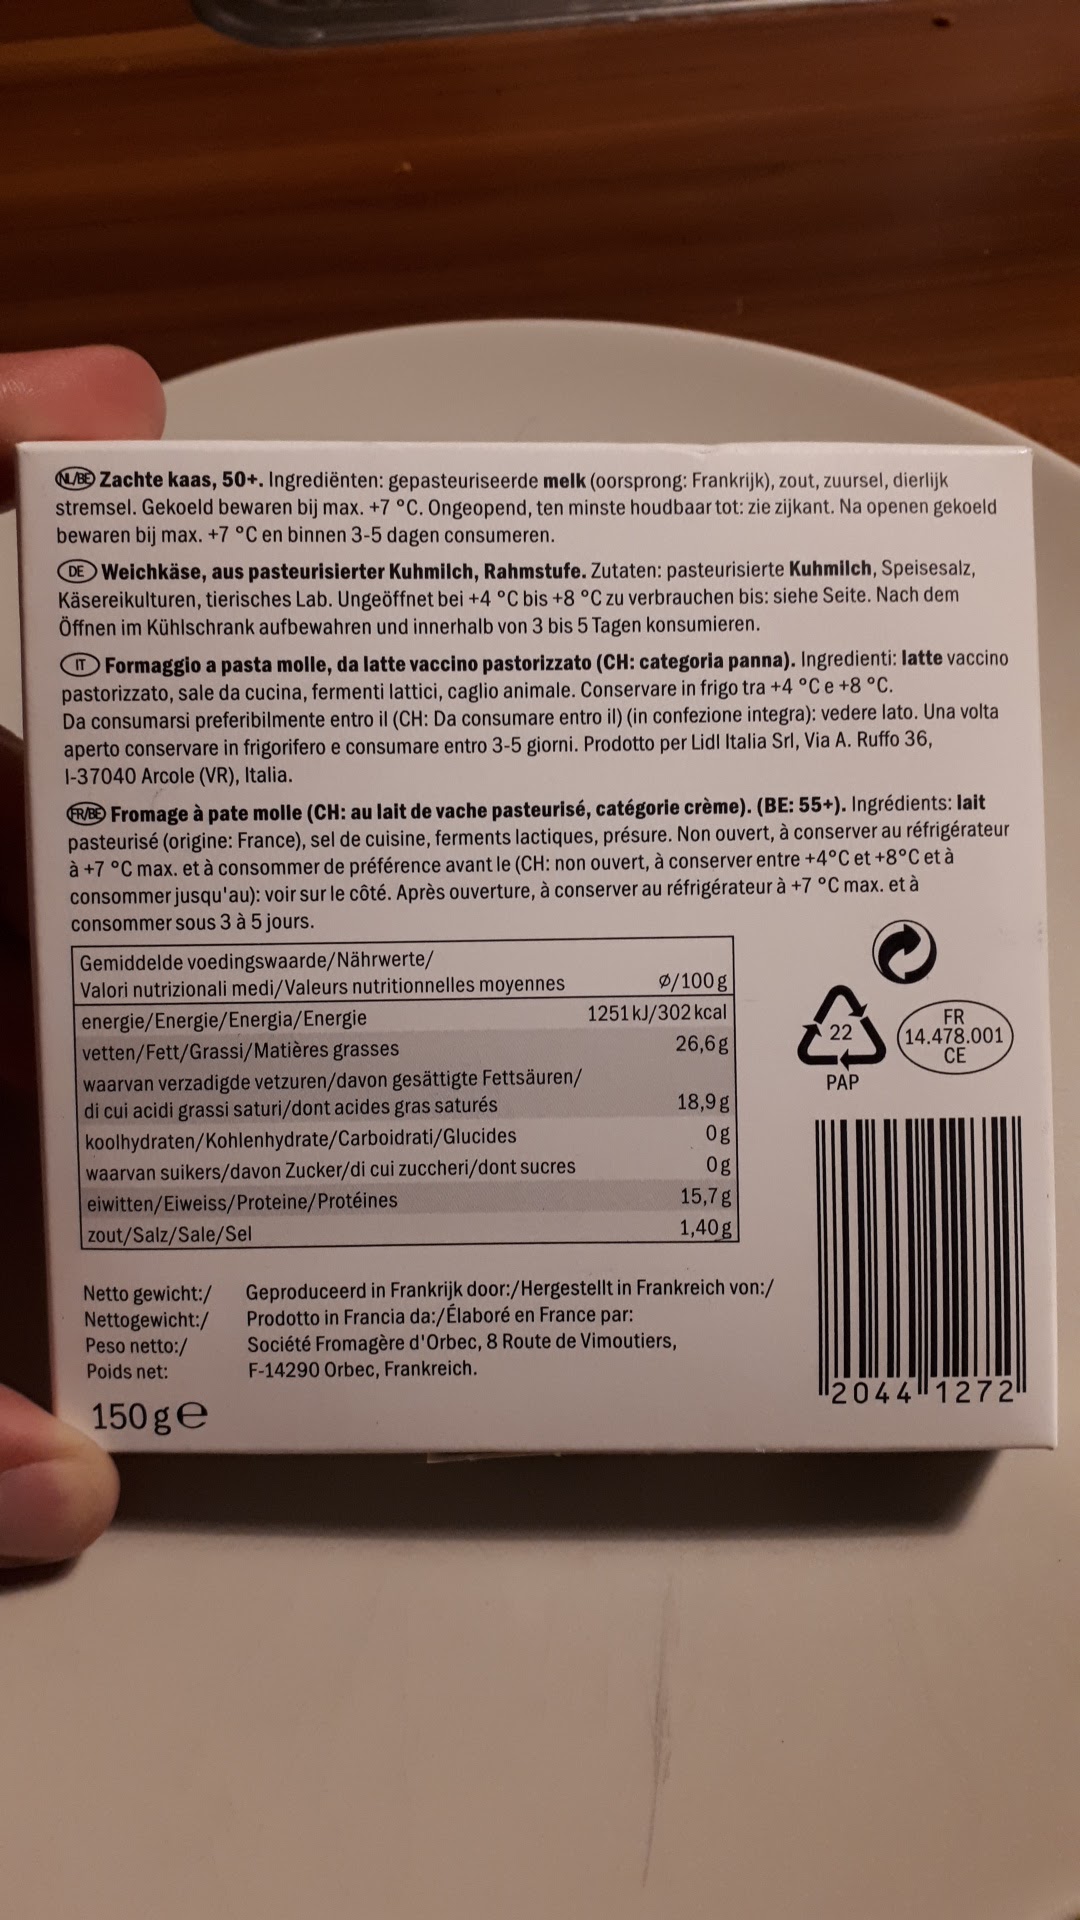 NL/BE Zachte kaas, 50+. Ingrediënten: gepasteuriseerde melk (oorsprong: Frankrijk), zout, zuursel, dierlijk
stremsel. Gekoeld bewaren bij max. +7 °C. Ongeopend, ten minste houdbaar tot: zie zijkant. Na openen gekoeld
bewaren bij max. +7 °C en binnen 3-5 dagen consumeren.
DE Weichkäse, aus pasteurisierter Kuhmilch, Rahmstufe. Zutaten: pasteurisierte Kuhmilch, Speisesalz,
Käsereikulturen, tierisches Lab. Ungeöffnet bei +4 °C bis +8 °C zu verbrauchen bis: siehe Seite. Nach dem
Öffnen im Kühlschrank aufbewahren und innerhalb von 3 bis 5 Tagen konsumieren.
IT Formaggio a pasta molle, da latte vaccino pastorizzato (CH: categoria panna). Ingredienti: latte vaccino
pastorizzato, sale da cucina, fermenti lattici, caglio animale. Conservare in frigo tra +4 °C e +8 °C.
Da consumarsi preferibilmente entro il (CH: Da consumare entro il) (in confezione integra): vedere lato. Una volta
aperto conservare in frigorifero e consumare entro 3-5 giorni. Prodotto per Lidl Italia Srl, Via A. Ruffo 36,
I-37040 Arcole (VR), Italia.
FR/BE Fromage à pate molle (CH: au lait de vache pasteurisé, catégorie crème). (BE: 55+). Ingrédients: lait
pasteurisé (origine: France), sel de cuisine, ferments lactiques, présure. Non ouvert, à conserver au réfrigérateur
à +7 °C max. et à consommer de préférence avant le (CH: non ouvert, à conserver entre +4°C et +8°C et à
consommer jusqu'au): voir sur le côté. Après ouverture, à conserver au réfrigérateur à +7 °C max. et à
consommer sous 3 à 5 jours.
Gemiddelde voedingswaarde/Nährwerte/
Valori nutrizionali medi/Valeurs nutritionnelles moyennes ø/100 g
energie/Energie/Energia/Energie 1251 kJ/302 kcal
vetten/Fett/Grassi/Matières grasses 26,6 g
waarvan verzadigde vetzuren/davon gesättigte Fettsäuren/
di cui acidi grassi saturi/dont acides gras saturés 18,9 g
koolhydraten/Kohlenhydrate/Carboidrati/Glucides 0 g
waarvan suikers/davon Zucker/di cui zuccheri/dont sucres 0 g
eiwitten/Eiweiss/Proteine/Protéines 15,7 g
zout/Salz/Sale/Sel 1,40 g
22
PAP
FR
14.478.001
CE
Netto gewicht:/
Nettogewicht:/
Peso netto:/
Poids net:
150 g e
Geproduceerd in Frankrijk door:/Hergestellt in Frankreich von:/
Prodotto in Francia da:/Élaboré en France par:
Société Fromagère d'Orbec, 8 Route de Vimoutiers,
F-14290 Orbec, Frankreich.
2044 1272